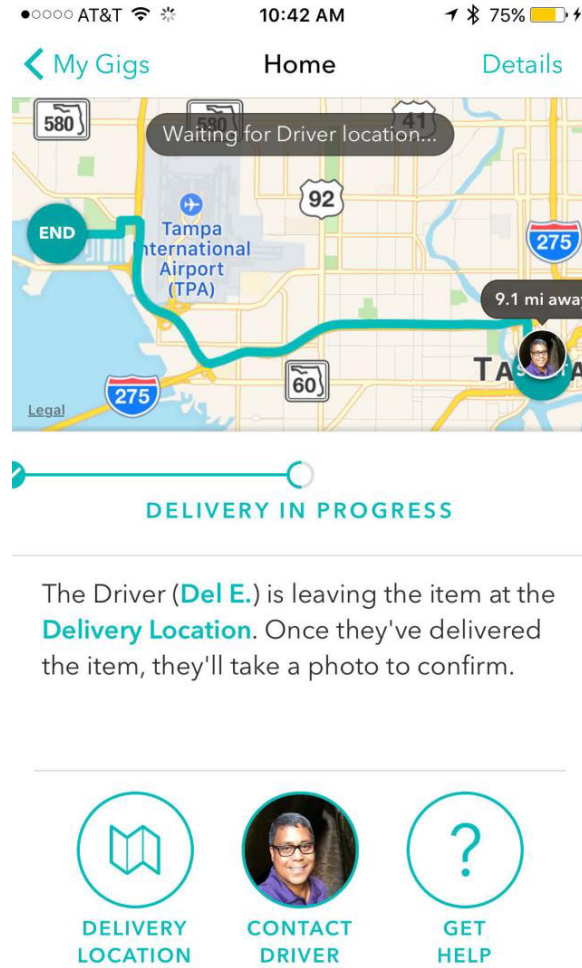 AT&T 10:42 AM 75%
My Gigs Home Details
580 580 41
Waiting for Driver location...
92
END
Tampa
International
Airport
(TPA)
275
9.1 mi away
60
275
Legal
DELIVERY IN PROGRESS
The Driver (Del E.) is leaving the item at the
Delivery Location. Once they've delivered
the item, they'll take a photo to confirm.
?
DELIVERY
LOCATION
CONTACT
DRIVER
GET
HELP